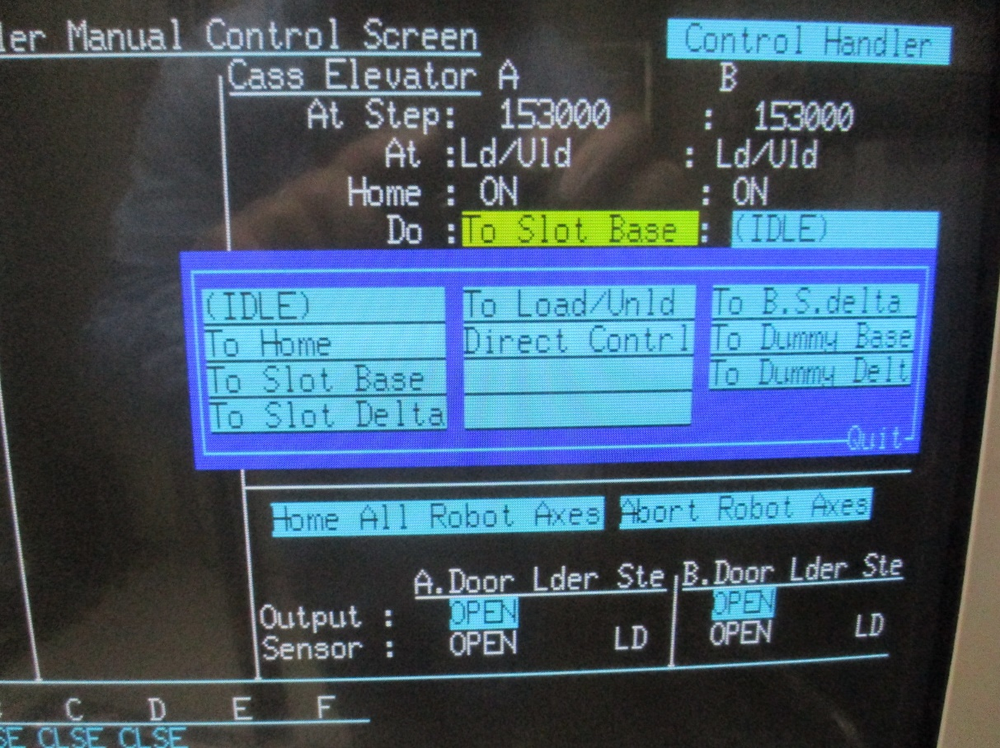 ler Manual Control Screen Control Handler
Cass Elevator A B
At Step: 153000 : 153000
At :Ld/Uld : Ld/Uld
Home : ON : ON
Do :To Slot Base : (IDLE)
(IDLE) To Load/Unld To B.S.delta
To Home Direct Contrl To Dummy Base
To Slot Base To Dummy Delt
To Slot Delta
Quit
Home All Robot Axes Abort Robot Axes
A.Door Lder Ste B.Door Lder Ste
Output : OPEN OPEN
Sensor : OPEN LD OPEN LD
C D E F
SE CLSE CLSE